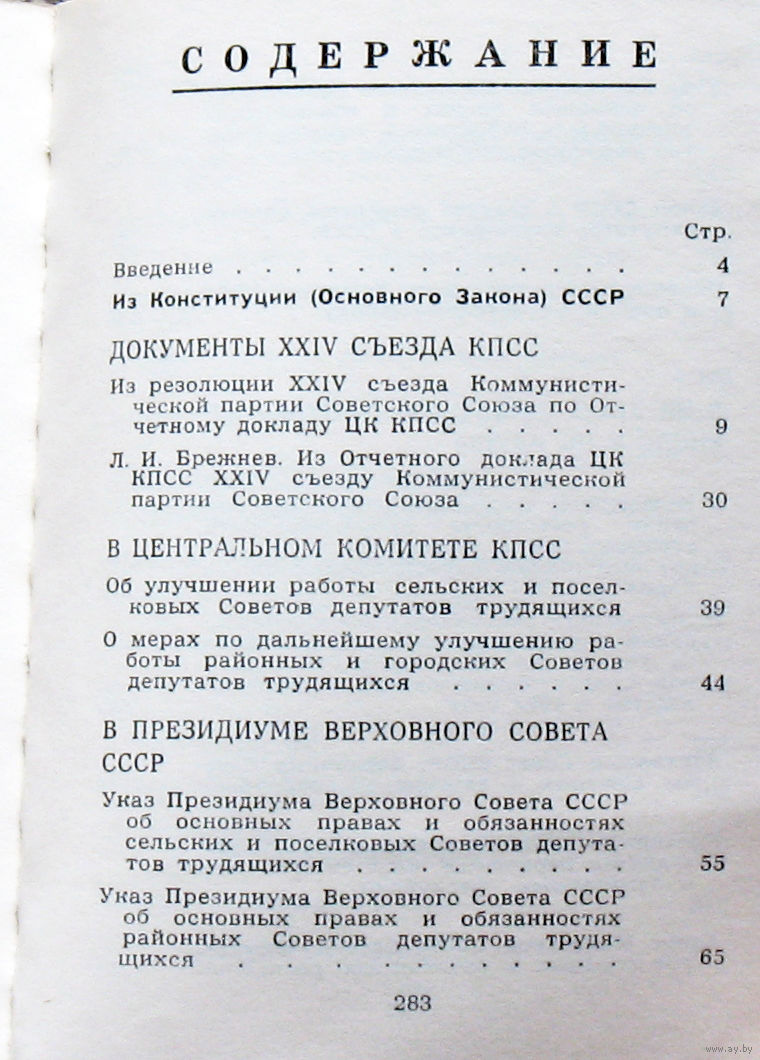 СОДЕРЖАНИЕ
Стр.
Введение . . . . . . . . . . . . . 4
Из Конституции (Основного Закона) СССР 7
ДОКУМЕНТЫ XXIV СЪЕЗДА КПСС
Из резолюции XXIV съезда Коммунисти-
ческой партии Советского Союза по От-
четному докладу ЦК КПСС . . . . . 9
Л. И. Брежнев. Из Отчетного доклада ЦК
КПСС XXIV съезду Коммунистической
партии Советского Союза . . . . . 30
В ЦЕНТРАЛЬНОМ КОМИТЕТЕ КПСС
Об улучшении работы сельских и посел-
ковых Советов депутатов трудящихся 39
О мерах по дальнейшему улучшению ра-
боты районных и городских Советов
депутатов трудящихся . . . . . . 44
В ПРЕЗИДИУМЕ ВЕРХОВНОГО СОВЕТА
СССР
Указ Президиума Верховного Совета СССР
об основных правах и обязанностях
сельских и поселковых Советов депута-
тов трудящихся . . . . . . . . . . 55
Указ Президиума Верховного Совета СССР
об основных правах и обязанностях
районных Советов депутатов трудя-
щихся . . . . . . . . . . . . 65
283
www.ay.by